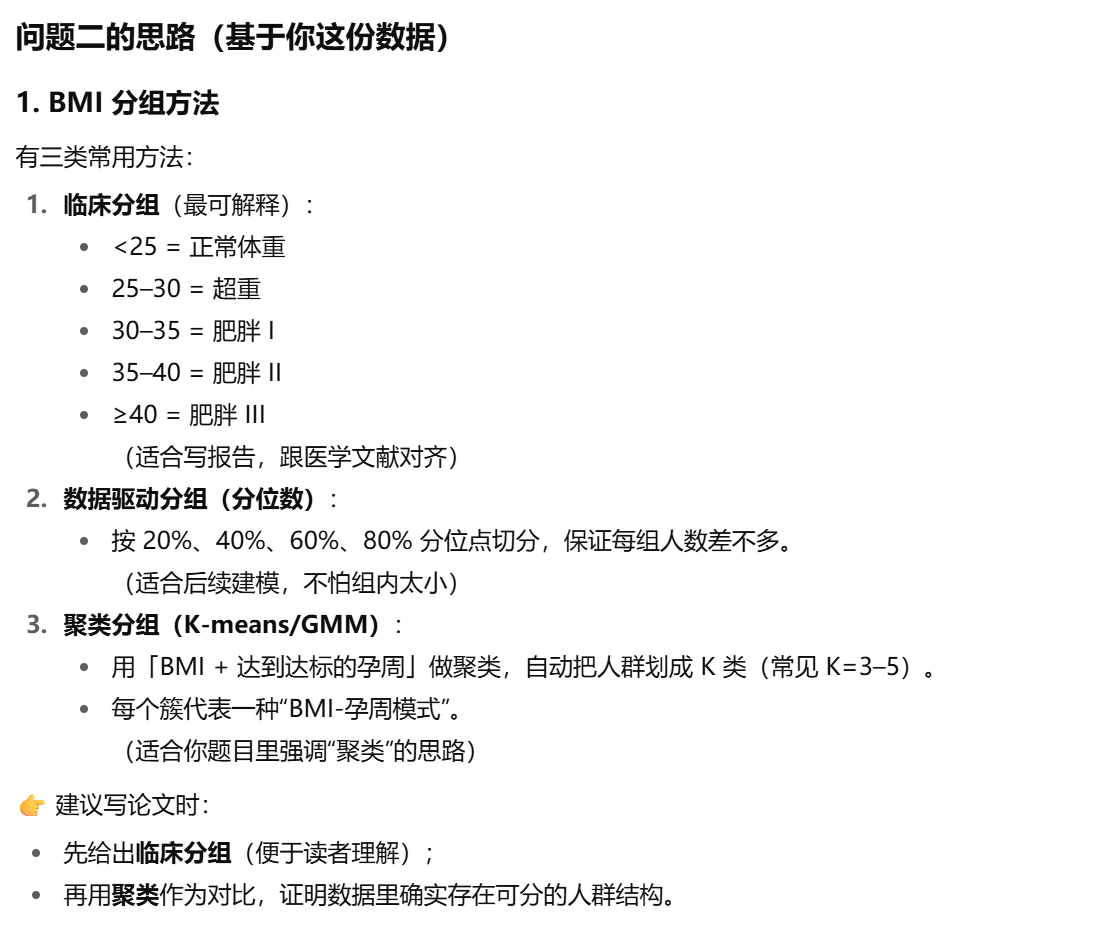 问题二的思路（基于你这份数据）
1. BMI 分组方法
有三类常用方法：
1. 临床分组（最可解释）：
• <25 = 正常体重
• 25–30 = 超重
• 30–35 = 肥胖 I
• 35–40 = 肥胖 II
• ≥40 = 肥胖 III
（适合写报告，跟医学文献对齐）
2. 数据驱动分组（分位数）：
• 按 20%、40%、60%、80% 分位点切分，保证每组人数差不多。
（适合后续建模，不怕组内太小）
3. 聚类分组（K-means/GMM）：
• 用「BMI + 达到达标的孕周」做聚类，自动把人群划成 K 类（常见 K=3–5）。
• 每个簇代表一种“BMI-孕周模式”。
（适合你题目里强调“聚类”的思路）
👉 建议写论文时：
• 先给出临床分组（便于读者理解）；
• 再用聚类作为对比，证明数据里确实存在可分的人群结构。